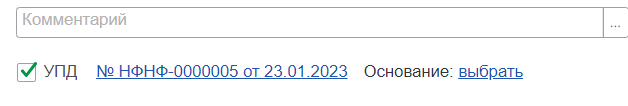 Комментарий ...
УПД № НФНФ-0000005 от 23.01.2023 Основание: выбрать